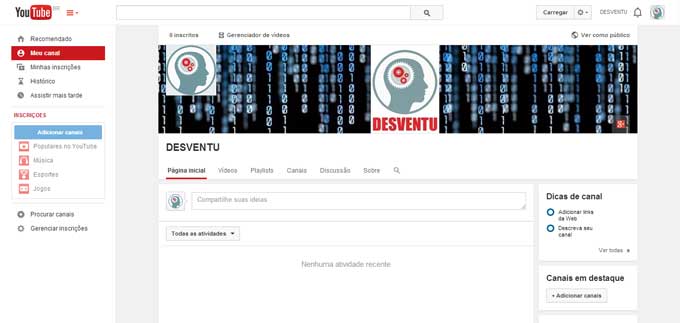 YouTube BR
Carregar
DESVENTU
Recomendado
Meu canal
Minhas inscrições
Histórico
Assistir mais tarde
INSCRIÇÕES
Adicionar canais
Populares no YouTube
Música
Esportes
Jogos
Procurar canais
Gerenciar inscrições
inscritos
Gerenciador de vídeos
Ver como público
DESVENTU
DESVENTU
Página inicial
Vídeos
Playlists
Canais
Discussão
Sobre
Compartilhe suas ideias
Todas as atividades
Nenhuma atividade recente.
Dicas de canal
Adicionar links
da Web
Descreva seu
canal
Ver todas
Canais em destaque
+ Adicionar canais